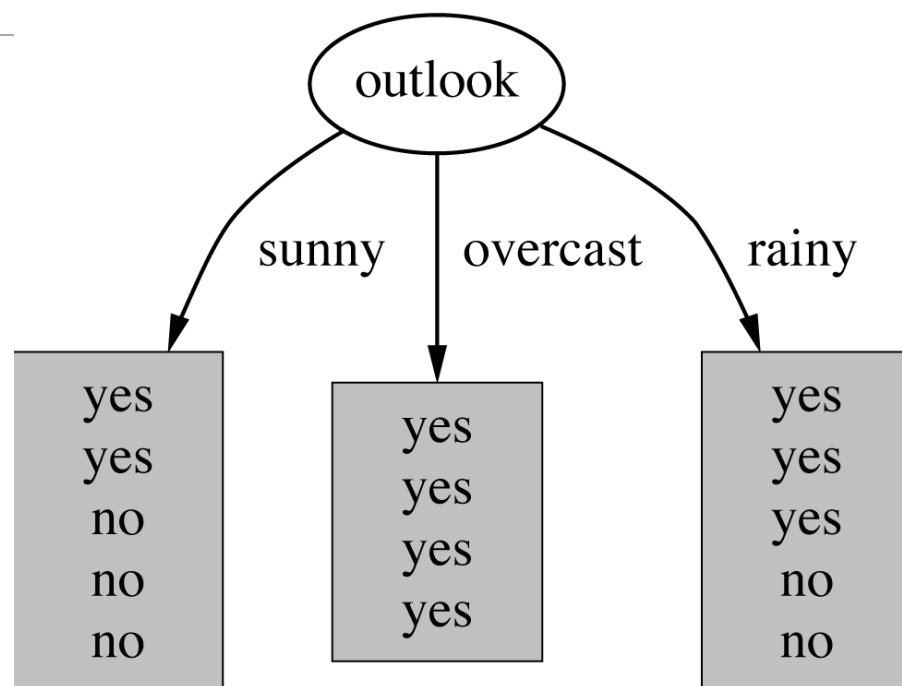 outlook
sunny overcast rainy
yes
yes
no
no
no
yes
yes
yes
yes
yes
yes
yes
no
no